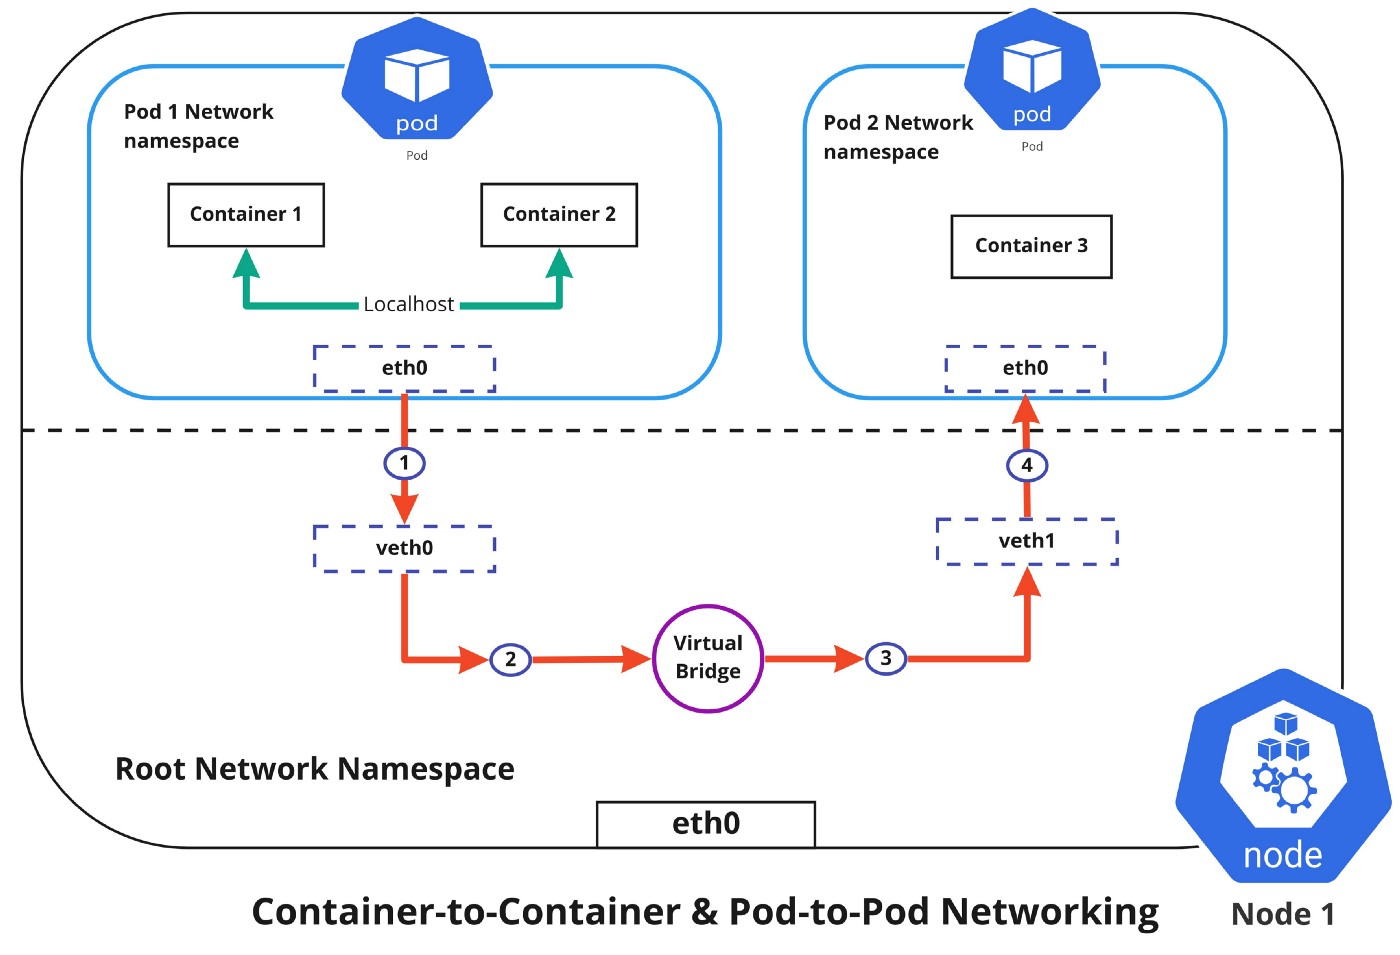 pod
Pod
Pod 1 Network
namespace
Container 1
Container 2
Localhost
eth0
pod
Pod
Pod 2 Network
namespace
Container 3
eth0
1
4
veth0
veth1
2
Virtual
Bridge
3
Root Network Namespace
eth0
node
Container-to-Container & Pod-to-Pod Networking
Node 1